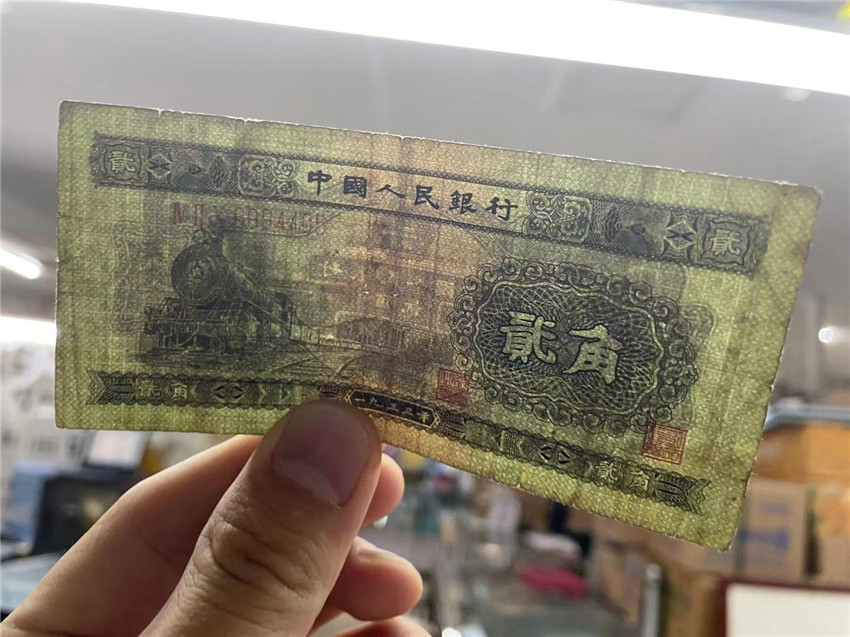 中國人民銀行
貳 貳
貳角
貳角 貳角
一九五三年